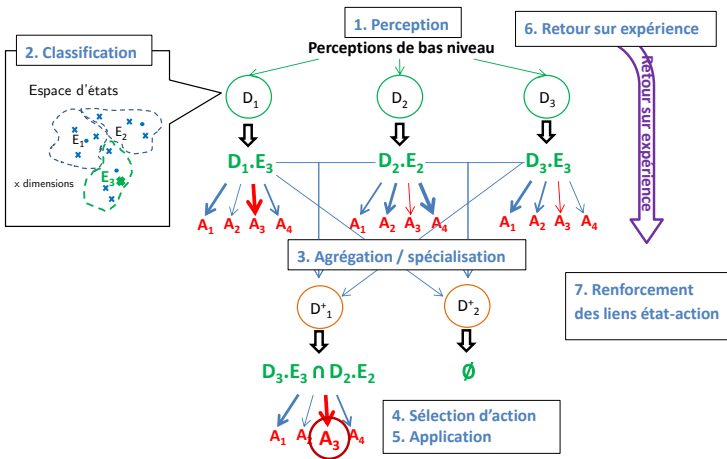 1. Perception
Perceptions de bas niveau
6. Retour sur expérience
2. Classification
Espace d'états
E1
E2
E3
x dimensions
D1
D2
D3
Retour sur expérience
D1.E3
D2.E2
D3.E3
A1 A2 A3 A4
A1 A2 A3 A4
A1 A2 A3 A4
3. Agrégation / spécialisation
D+1
D+2
7. Renforcement
des liens état-action
D3.E3 ∩ D2.E2
Ø
A1 A2 A3 A4
4. Sélection d'action
5. Application